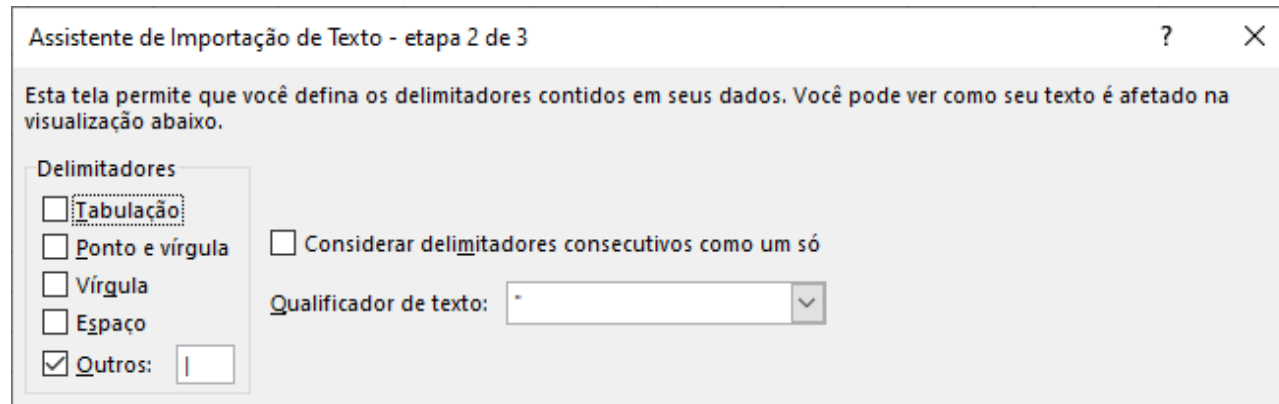 Assistente de Importação de Texto - etapa 2 de 3 ?
Esta tela permite que você defina os delimitadores contidos em seus dados. Você pode ver como seu texto é afetado na
visualização abaixo.
Delimitadores
Tabulação
Ponto e vírgula
Vírgula
Espaço
Outros: |
Considerar delimitadores consecutivos como um só
Qualificador de texto: "